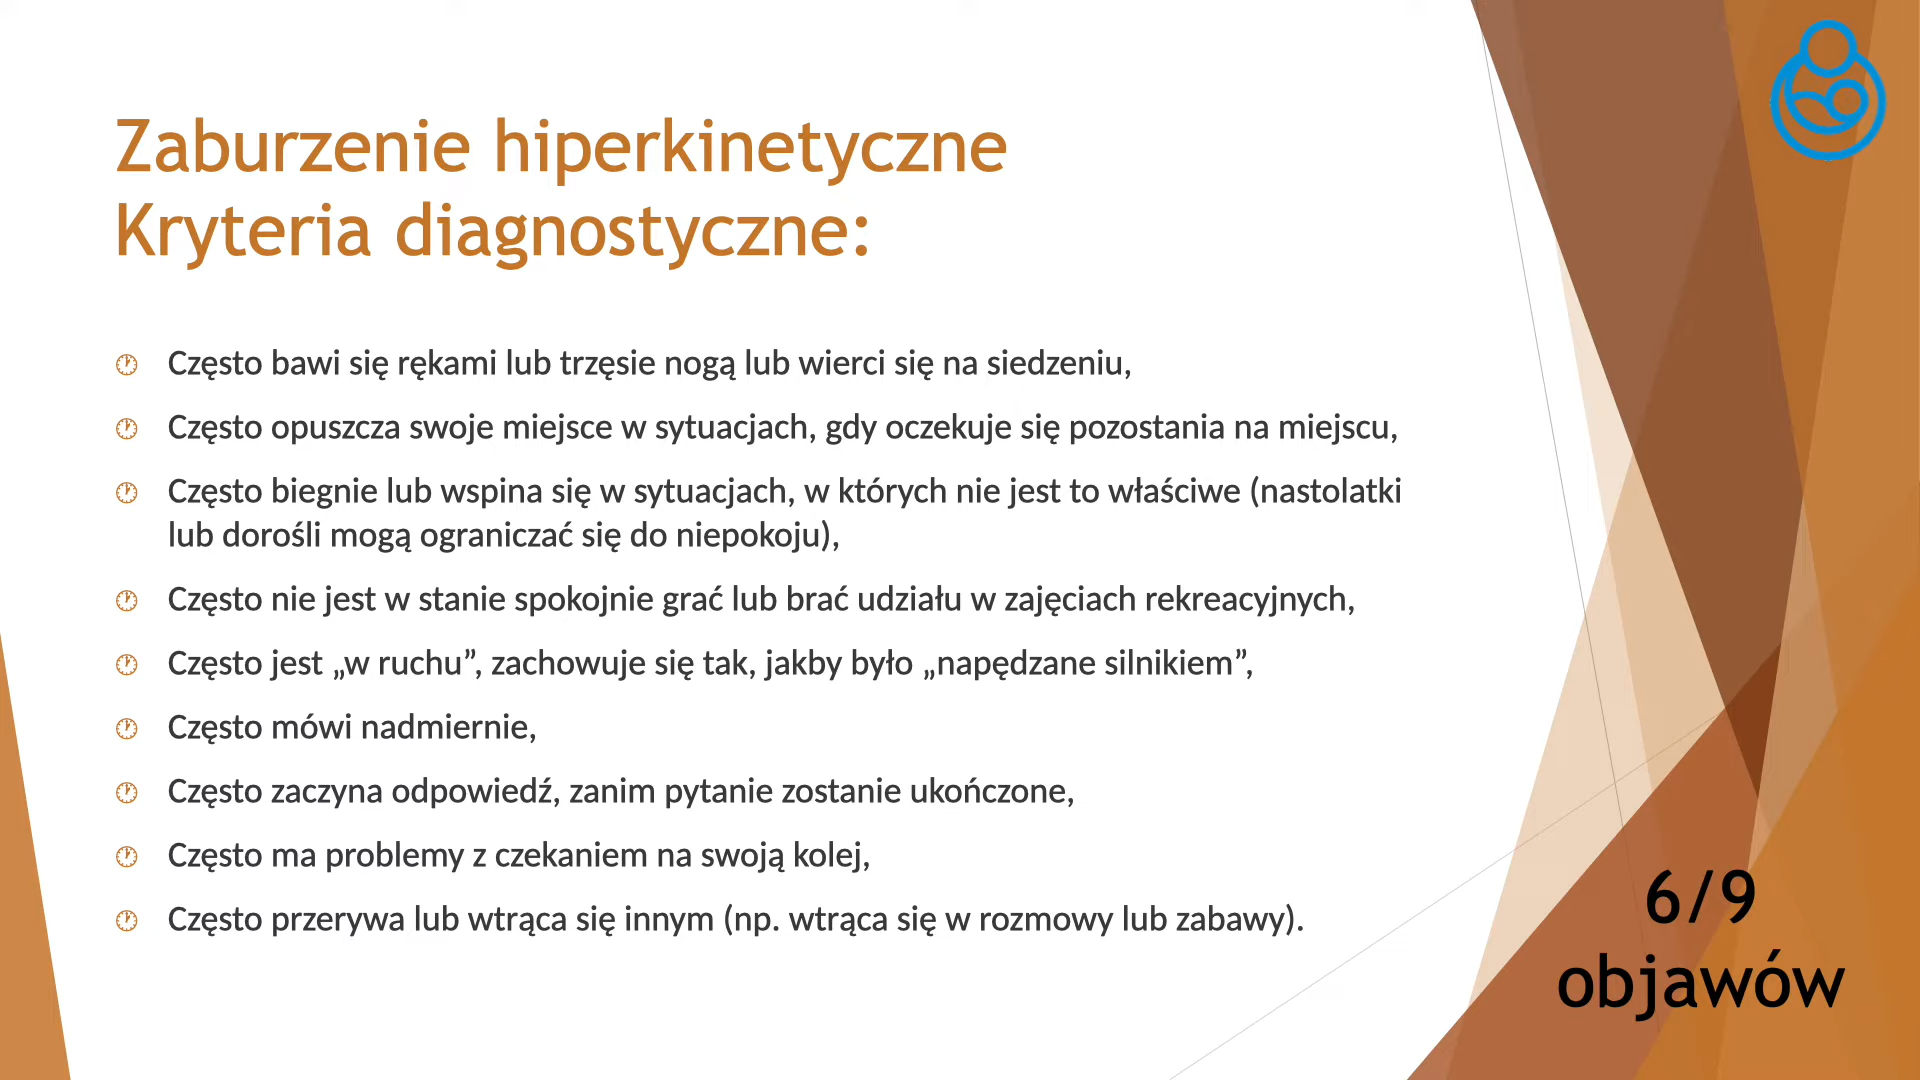 Zaburzenie hiperkinetyczne
Kryteria diagnostyczne:
Często bawi się rękami lub trzęsie nogą lub wierci się na siedzeniu,
Często opuszcza swoje miejsce w sytuacjach, gdy oczekuje się pozostania na miejscu,
Często biegnie lub wspina się w sytuacjach, w których nie jest to właściwe (nastolatki
lub dorośli mogą ograniczać się do niepokoju),
Często nie jest w stanie spokojnie grać lub brać udziału w zajęciach rekreacyjnych,
Często jest „w ruchu”, zachowuje się tak, jakby było „napędzane silnikiem”,
Często mówi nadmiernie,
Często zaczyna odpowiedź, zanim pytanie zostanie ukończone,
Często ma problemy z czekaniem na swoją kolej,
Często przerywa lub wtrąca się innym (np. wtrąca się w rozmowy lub zabawy).
6/9
objawów